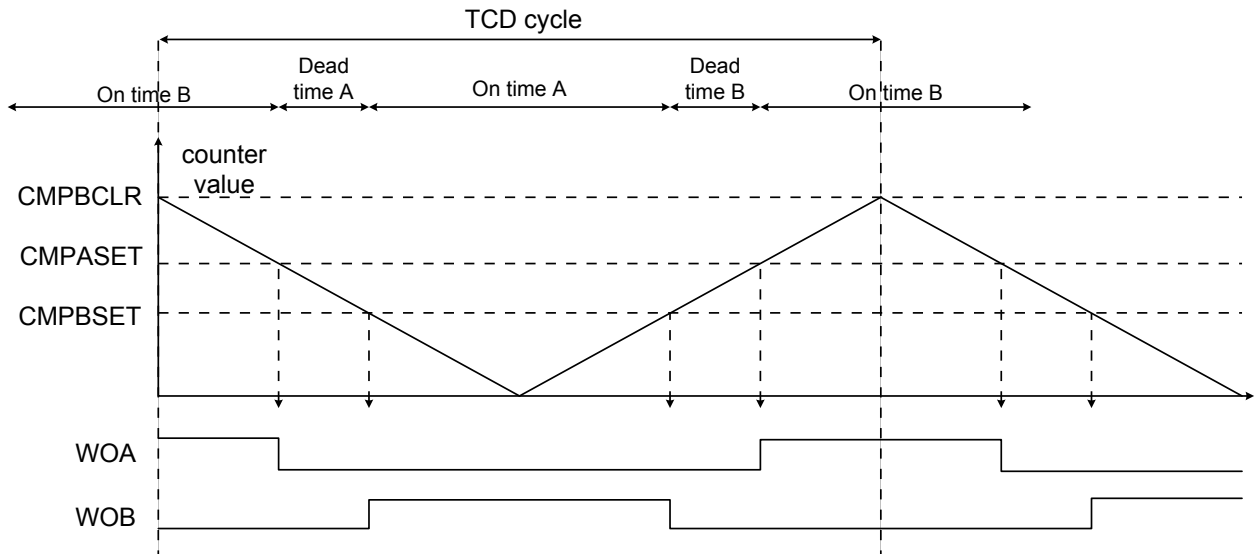 TCD cycle
On time B
Dead
time A
On time A
Dead
time B
On time B
counter
value
CMPBCLR
CMPASET
CMPBSET
WOA
WOB